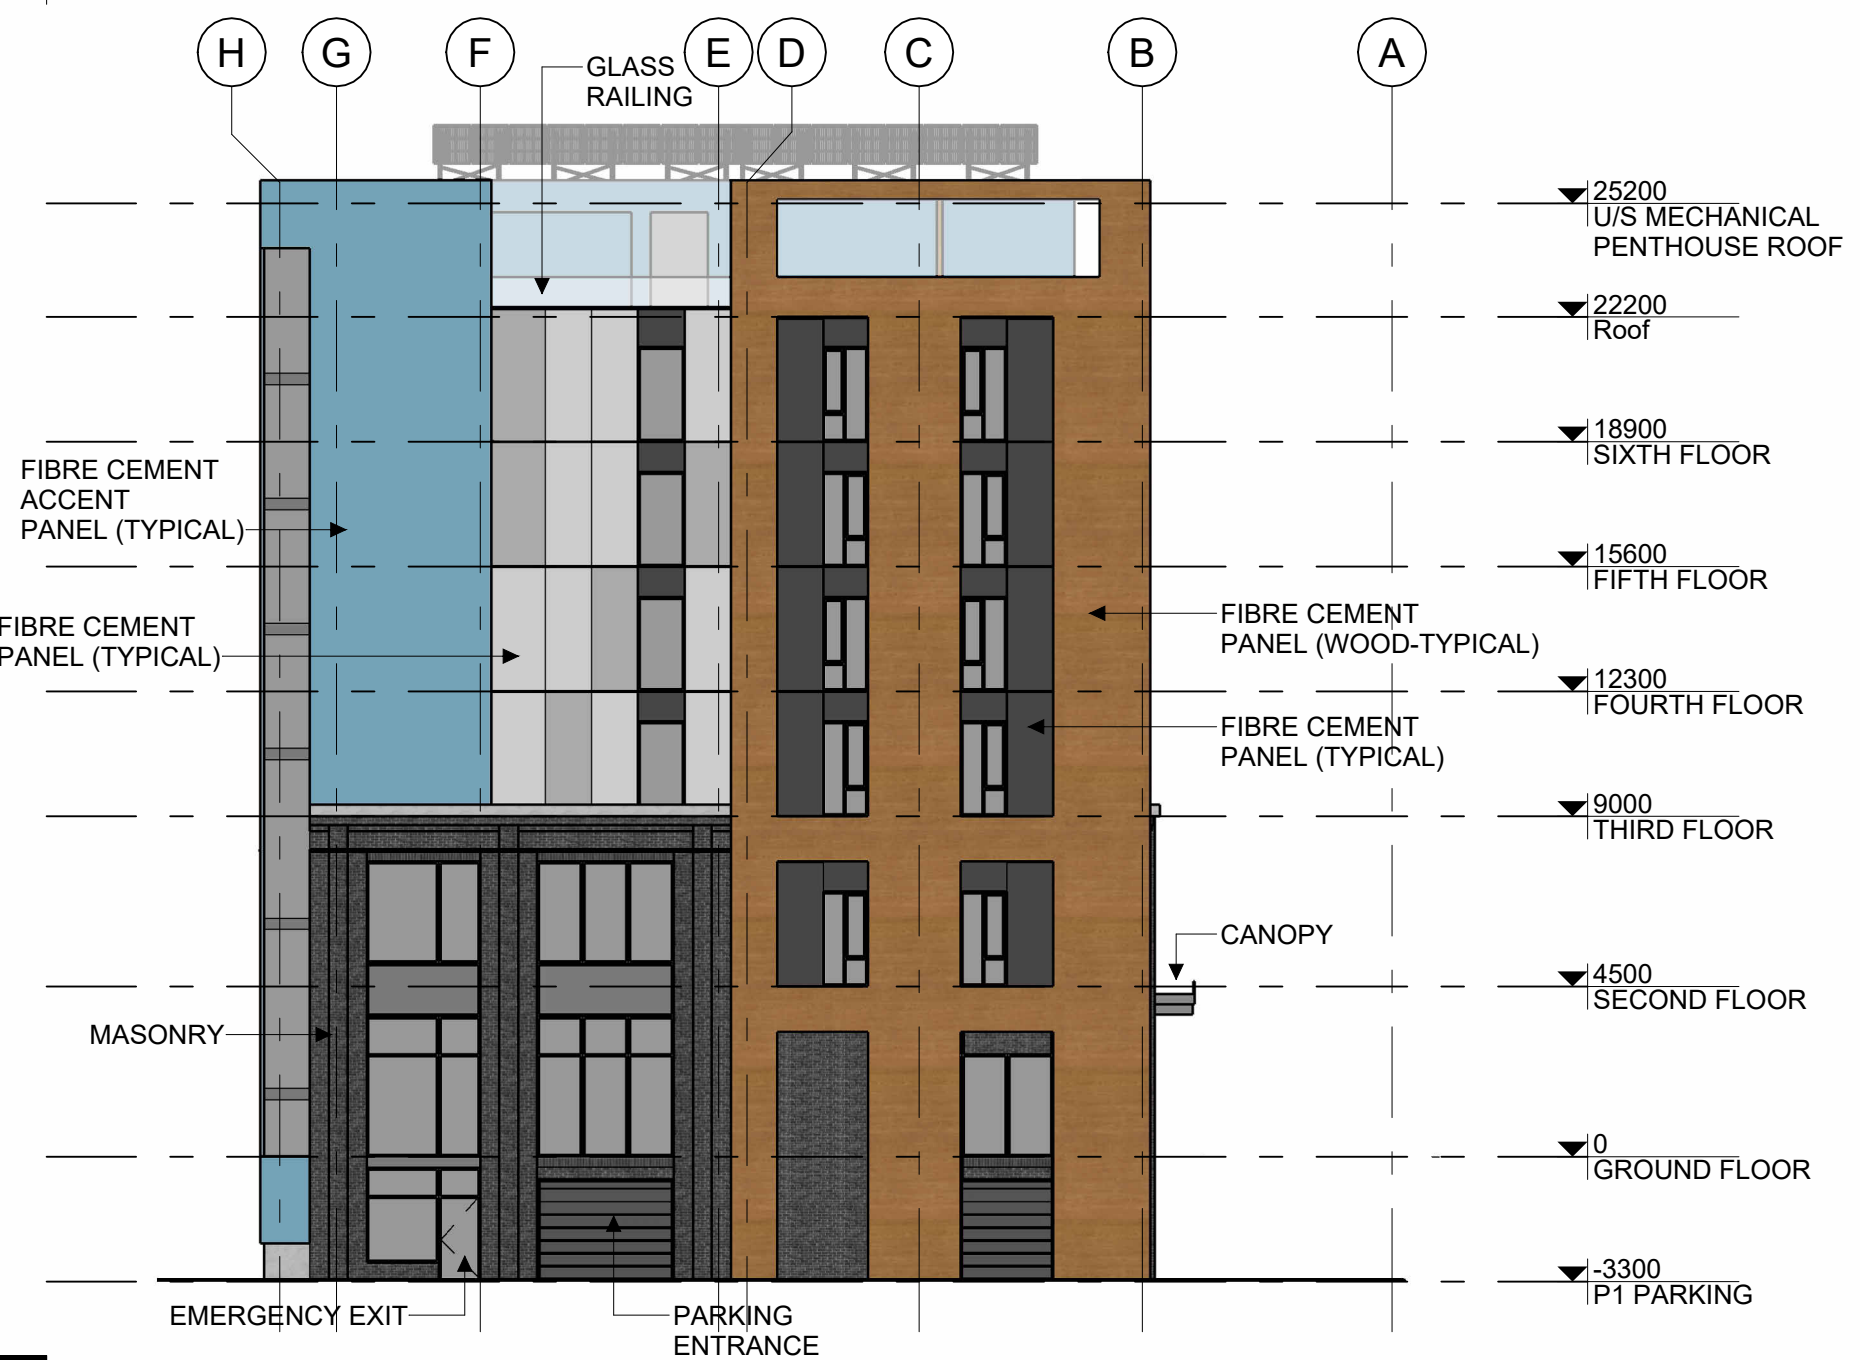 H G F E D C B A
GLASS
RAILING
25200
U/S MECHANICAL
PENTHOUSE ROOF
22200
Roof
18900
SIXTH FLOOR
FIBRE CEMENT
ACCENT
PANEL (TYPICAL)
15600
FIFTH FLOOR
FIBRE CEMENT
PANEL (TYPICAL)
FIBRE CEMENT
PANEL (WOOD-TYPICAL)
12300
FOURTH FLOOR
FIBRE CEMENT
PANEL (TYPICAL)
9000
THIRD FLOOR
CANOPY
4500
SECOND FLOOR
MASONRY
0
GROUND FLOOR
-3300
P1 PARKING
EMERGENCY EXIT
PARKING
ENTRANCE